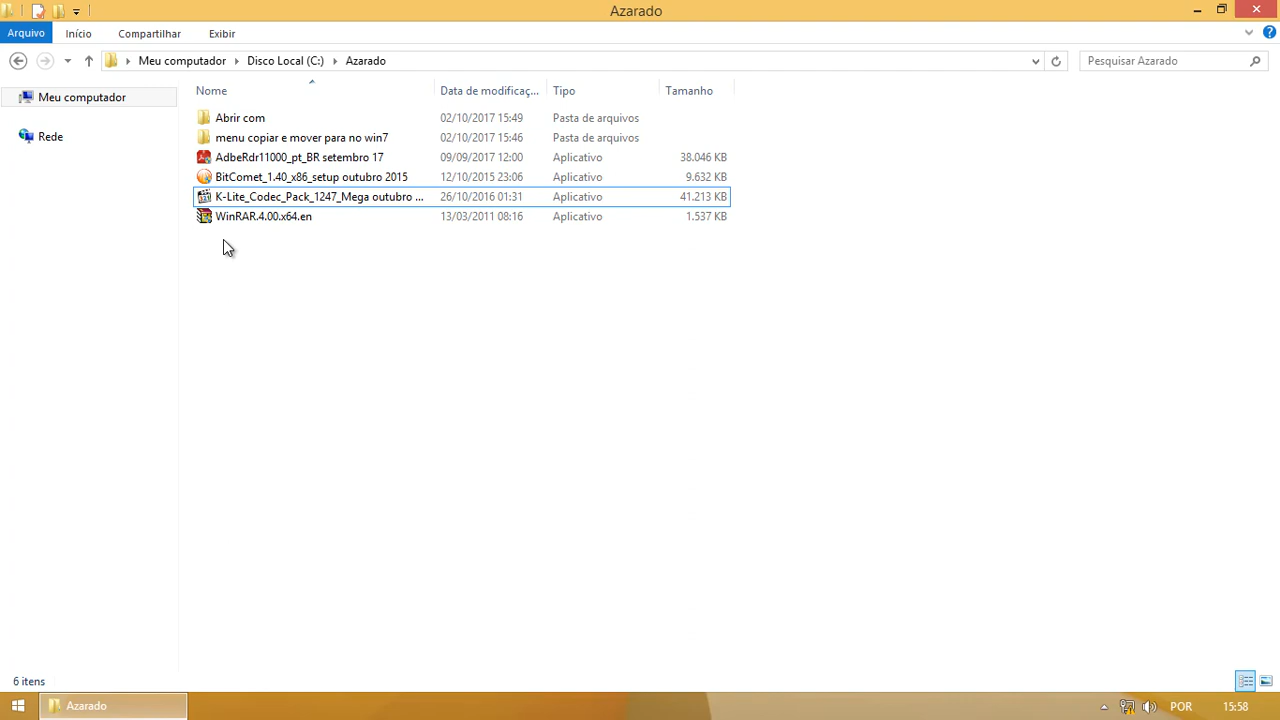 Azarado
Arquivo Início Compartilhar Exibir
Meu computador Disco Local (C:) Azarado Pesquisar Azarado
Nome Data de modificaç... Tipo Tamanho
Meu computador
Rede
Abrir com 02/10/2017 15:49 Pasta de arquivos
menu copiar e mover para no win7 02/10/2017 15:46 Pasta de arquivos
AdbeRdr11000_pt_BR setembro 17 09/09/2017 12:00 Aplicativo 38.046 KB
BitComet_1.40_x86_setup outubro 2015 12/10/2015 23:06 Aplicativo 9.632 KB
K-Lite_Codec_Pack_1247_Mega outubro ... 26/10/2016 01:31 Aplicativo 41.213 KB
WinRAR.4.00.x64.en 13/03/2011 08:16 Aplicativo 1.537 KB
6 itens
Azarado POR 15:58